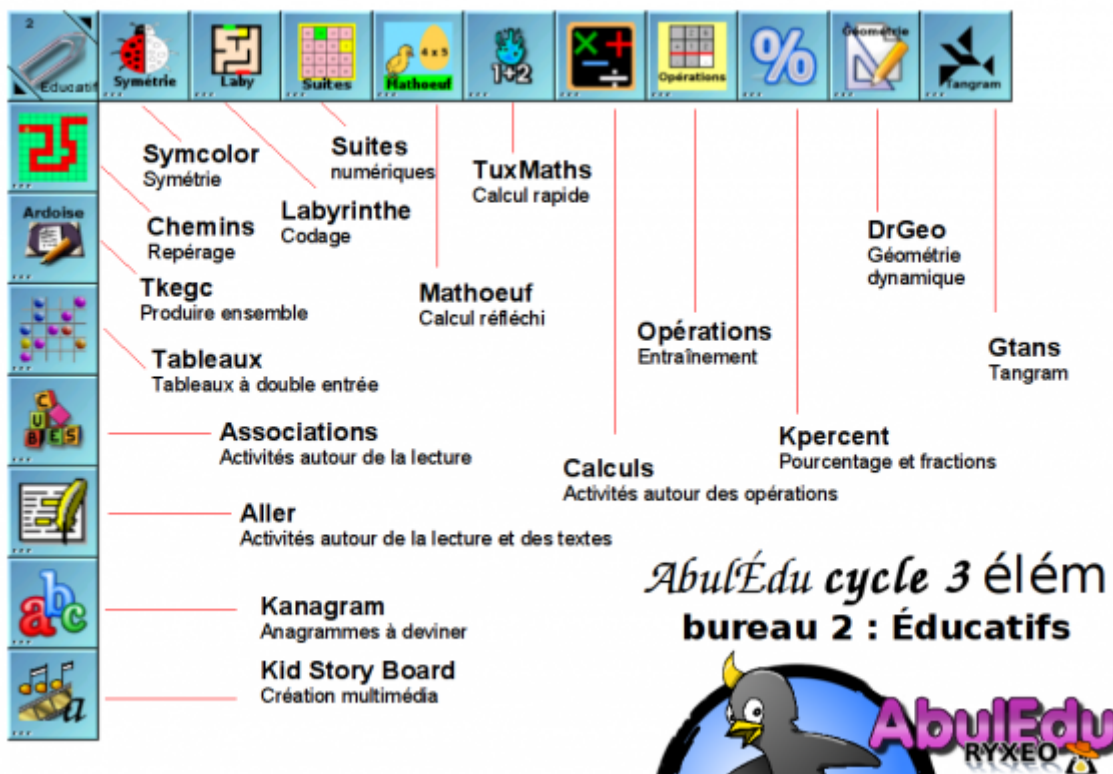 2
Educatif
Symétrie
Laby
Suites
4 x 5
Mathoeuf
1+2
Opérations
%
Géométrie
Tangram
Ardoise
CUBES
abc
a
Symcolor
Symétrie
Suites
numériques
TuxMaths
Calcul rapide
Chemins
Repérage
Labyrinthe
Codage
DrGeo
Géométrie
dynamique
Tkegc
Produire ensemble
Mathoeuf
Calcul réfléchi
Opérations
Entraînement
Gtans
Tangram
Tableaux
Tableaux à double entrée
Associations
Activités autour de la lecture
Kpercent
Pourcentage et fractions
Calculs
Activités autour des opérations
Aller
Activités autour de la lecture et des textes
AbulÉdu cycle 3 élém
bureau 2 : Éducatifs
Kanagram
Anagrammes à deviner
Kid Story Board
Création multimédia
AbulEdu
RYXEO